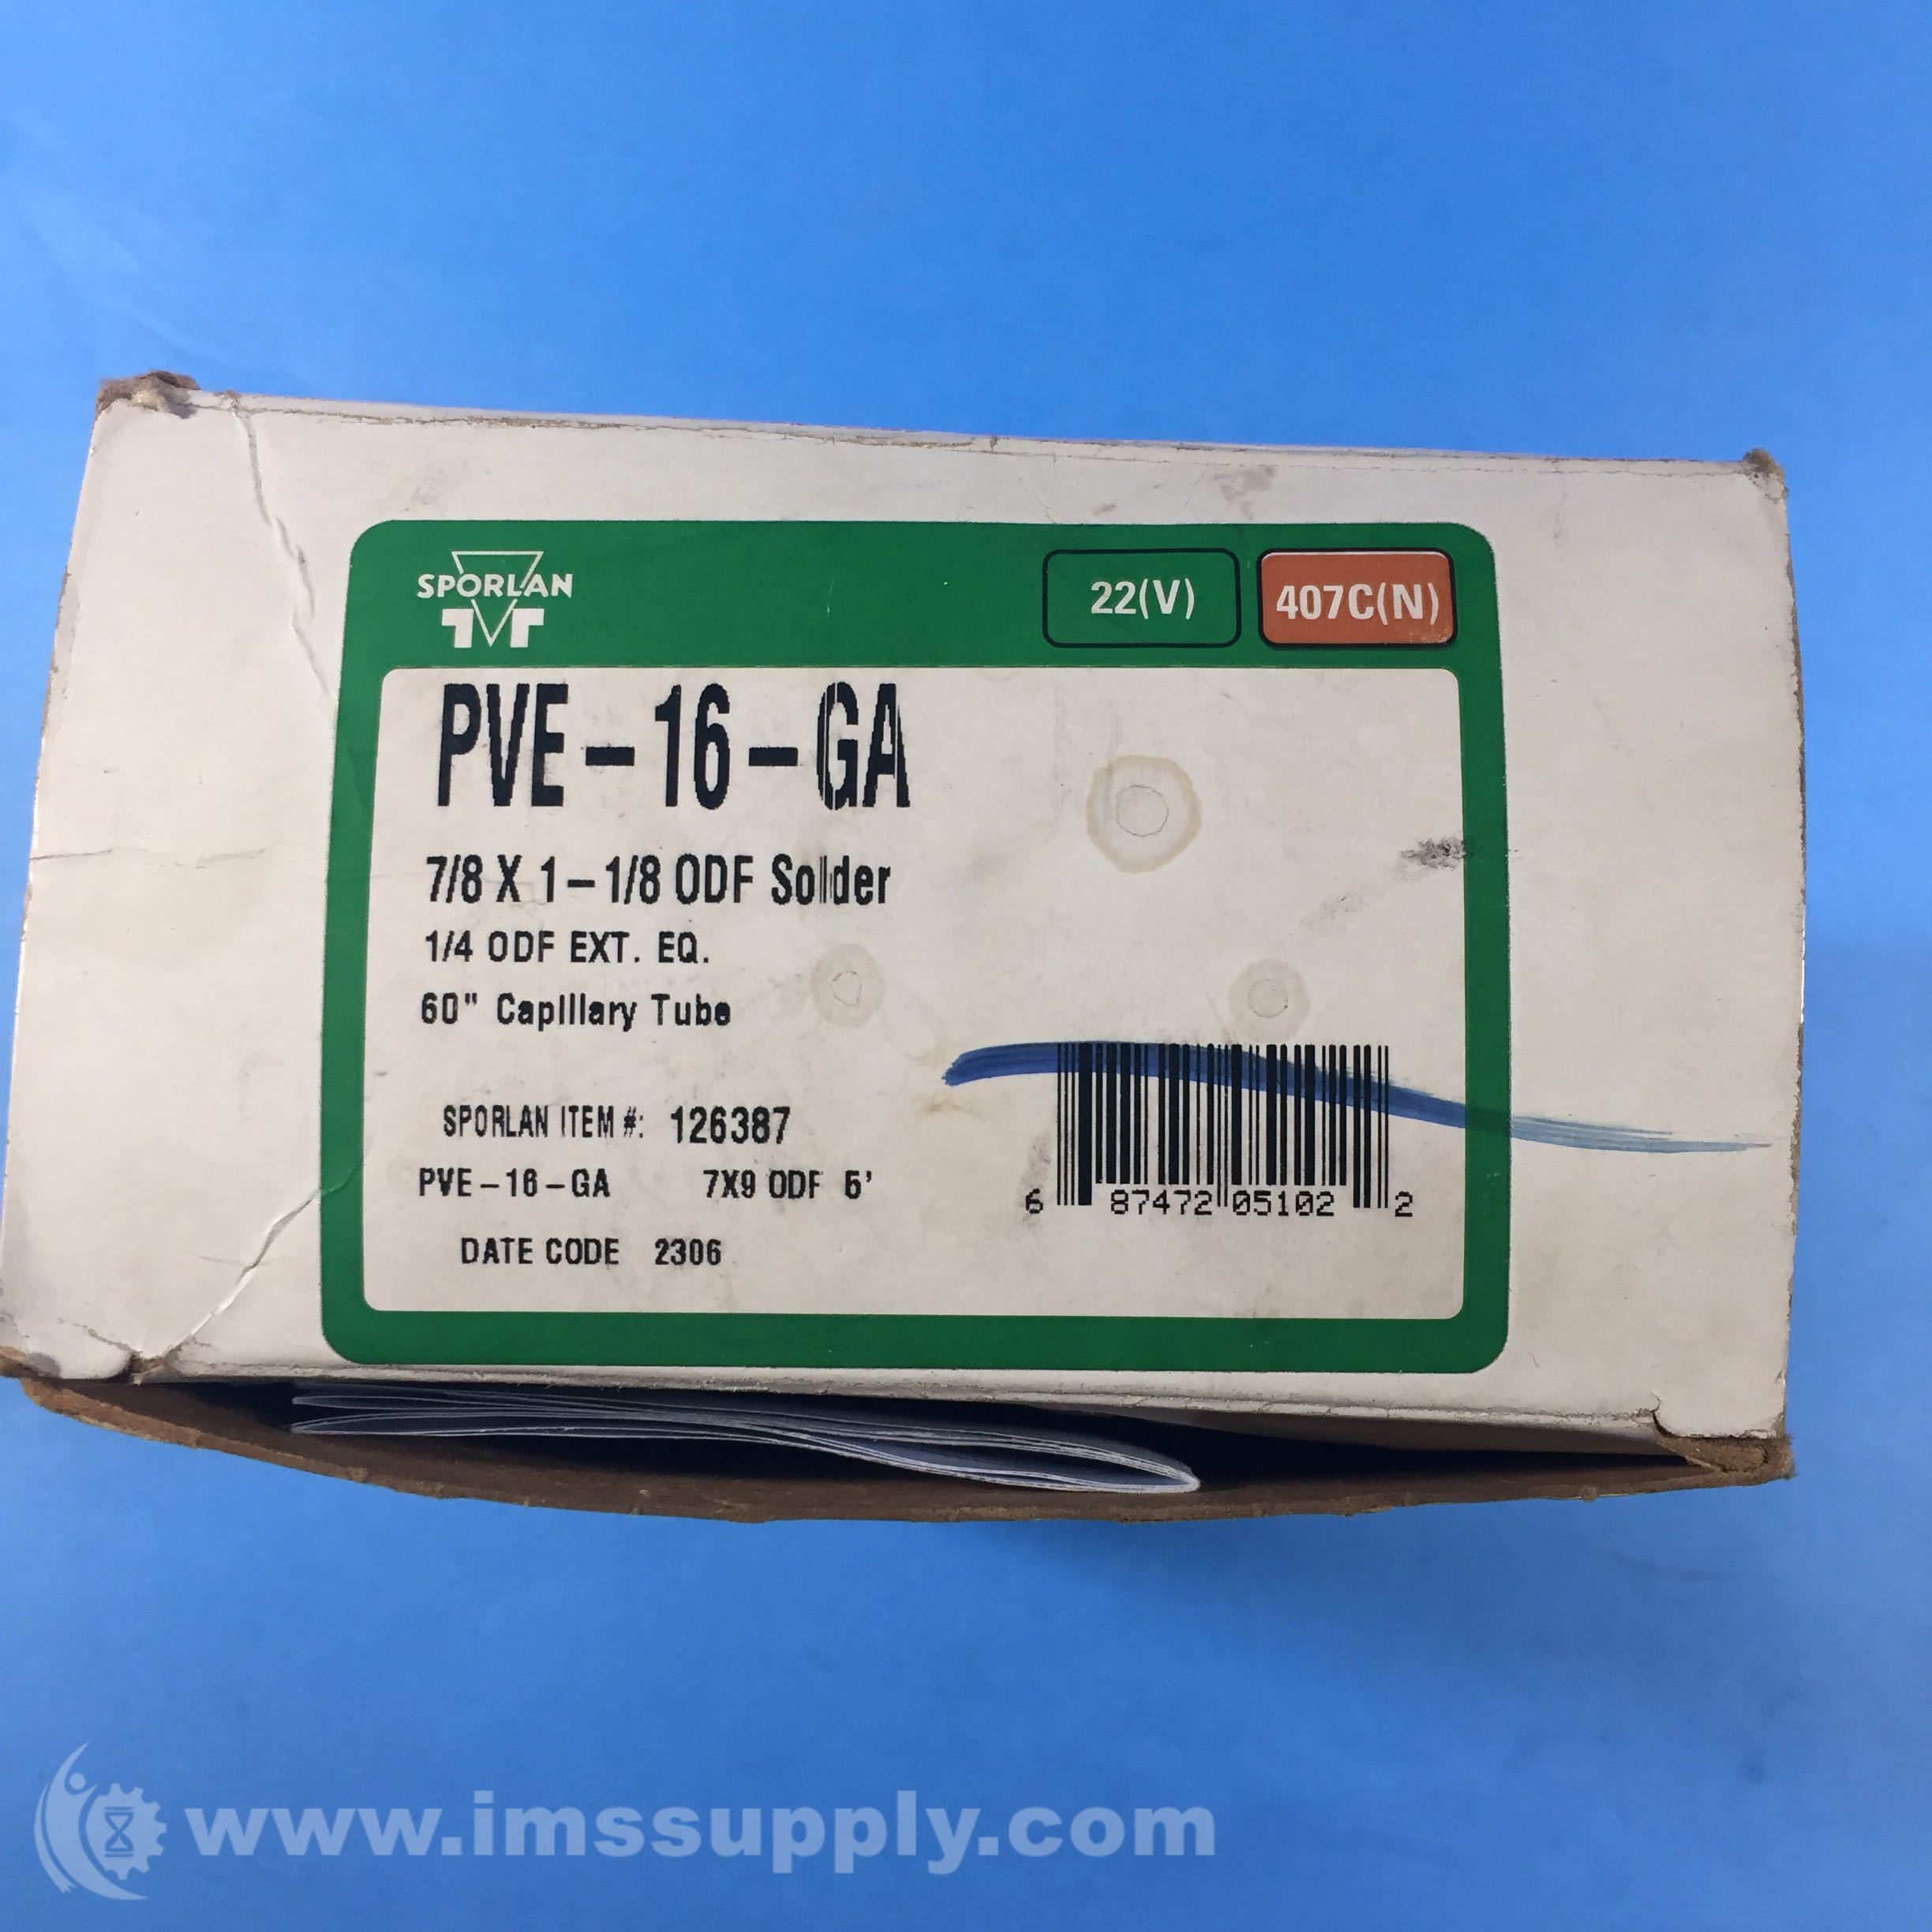 SPORLAN
22(V) 407C(N)
PVE-16-GA
7/8 X 1-1/8 ODF Solder
1/4 ODF EXT. EQ.
60" Capillary Tube
SPORLAN ITEM #: 126387
PVE-16-GA 7X9 ODF 5'
DATE CODE 2306
6 87472 05102 2
www.imssupply.com